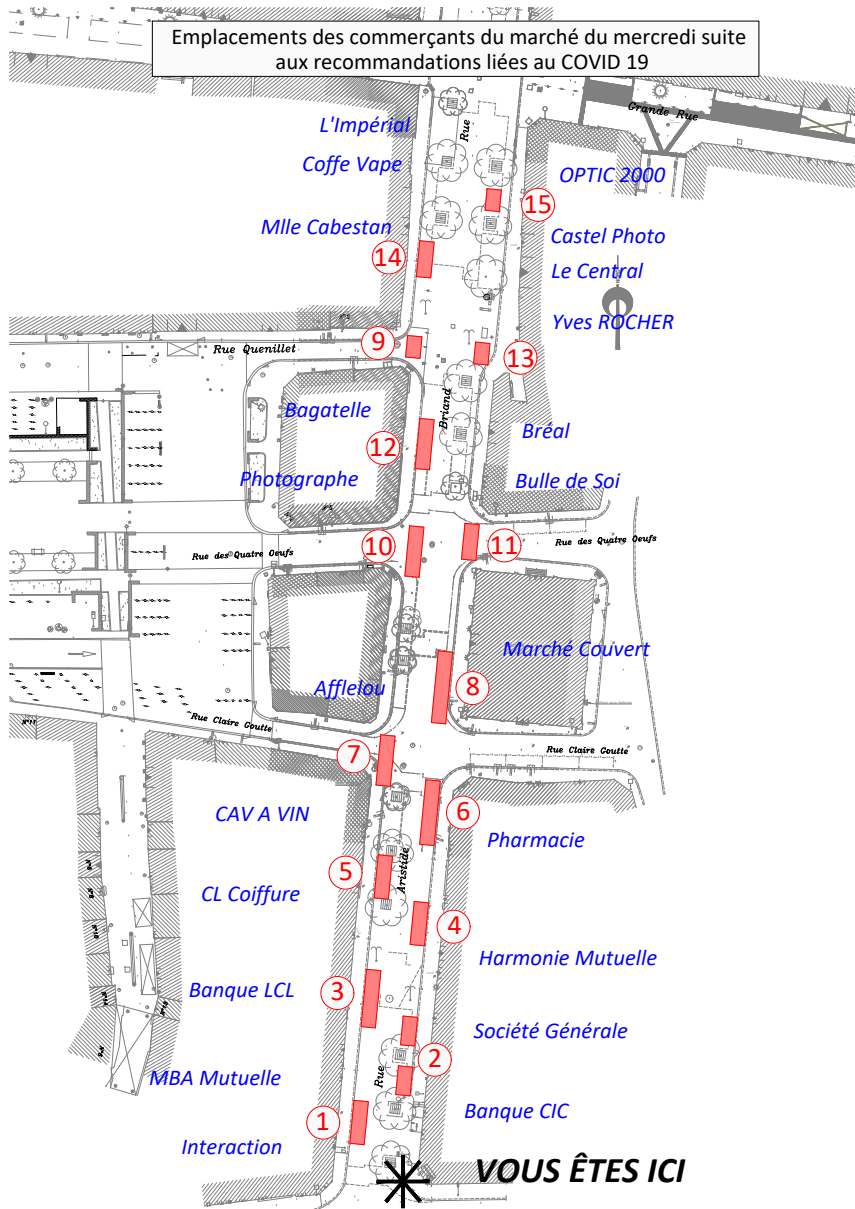 Emplacements des commerçants du marché du mercredi suite
aux recommandations liées au COVID 19
Grande Rue
L'Impérial
Rue
Coffe Vape
OPTIC 2000
15
Mlle Cabestan
Castel Photo
14
Le Central
Yves ROCHER
9
Rue Quenillet
13
Bagatelle
Briand
Bréal
12
Photographe
Bulle de Soi
10
11
Rue des Quatre Oeufs
Rue des Quatre Oeufs
Marché Couvert
Afflelou
8
Rue Claire Goutte
7
Rue Claire Goutte
CAV A VIN
6
Pharmacie
5
Aristide
CL Coiffure
4
Harmonie Mutuelle
Banque LCL
3
Société Générale
2
MBA Mutuelle
Rue
Banque CIC
1
Interaction
VOUS ÊTES ICI